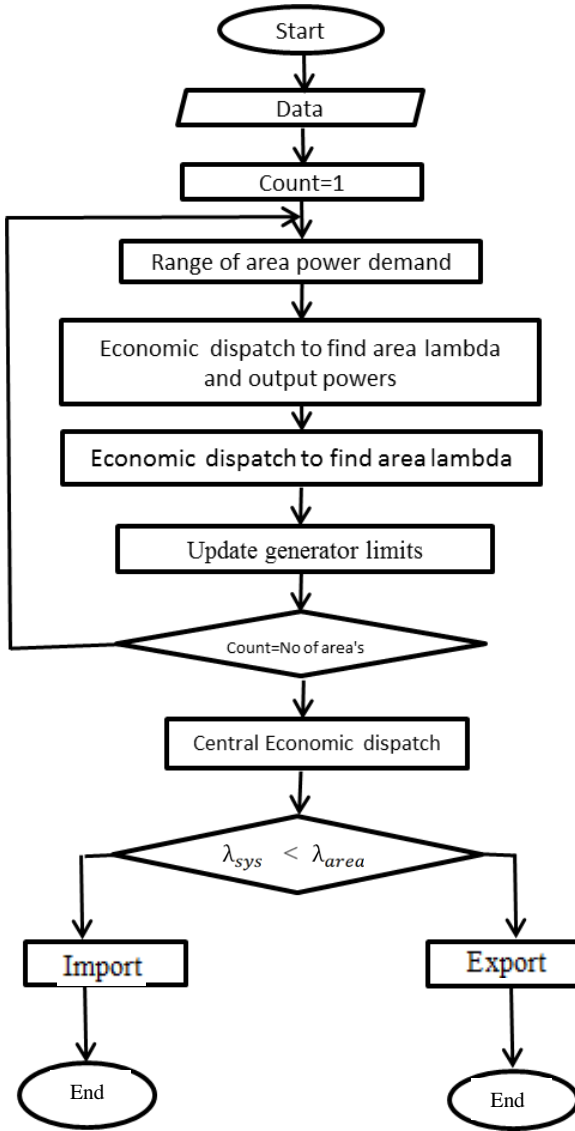 Start
Data
Count=1
Range of area power demand
Economic dispatch to find area lambda
and output powers
Economic dispatch to find area lambda
Update generator limits
Count=No of area's
Central Economic dispatch
λsys < λarea
Import
Export
End
End